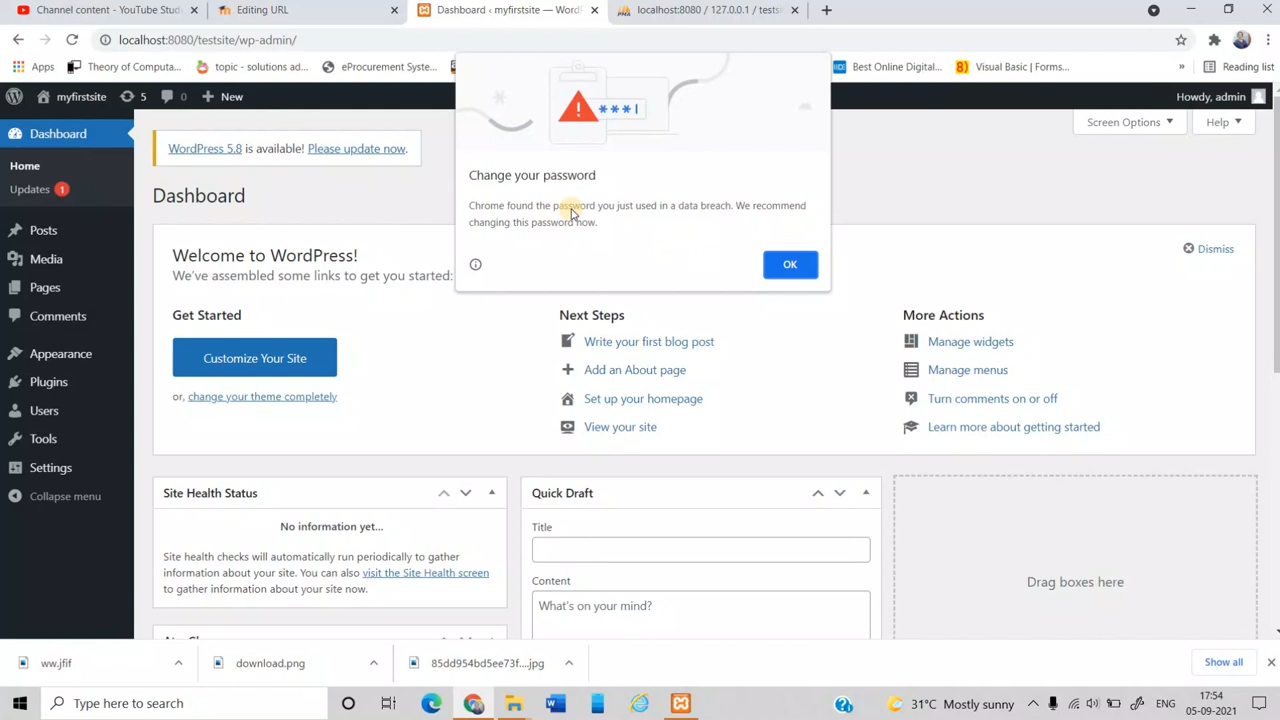 Channel content - YouTube Stud
Editing URL
Dashboard ‹ myfirstsite — Word
localhost:8080 / 127.0.0.1 / tests
localhost:8080/testsite/wp-admin/
Apps
Theory of Computa...
topic - solutions ad...
eProcurement Syste...
Best Online Digital...
Visual Basic | Forms...
»
Reading list
myfirstsite
5
0
New
Howdy, admin
Screen Options
Help
Dashboard
Home
Updates 1
Posts
Media
Pages
Comments
Appearance
Plugins
Users
Tools
Settings
Collapse menu
***|
Change your password
Chrome found the password you just used in a data breach. We recommend
changing this password now.
OK
WordPress 5.8 is available! Please update now.
Dashboard
Welcome to WordPress!
We've assembled some links to get you started:
Dismiss
Get Started
Customize Your Site
or, change your theme completely
Next Steps
Write your first blog post
Add an About page
Set up your homepage
View your site
More Actions
Manage widgets
Manage menus
Turn comments on or off
Learn more about getting started
Site Health Status
No information yet...
Site health checks will automatically run periodically to gather
information about your site. You can also visit the Site Health screen
to gather information about your site now.
Quick Draft
Title
Content
What's on your mind?
Drag boxes here
ww.jfif
download.png
85dd954bd5ee73f....jpg
Show all
Type here to search
31°C Mostly sunny
ENG
17:54
05-09-2021